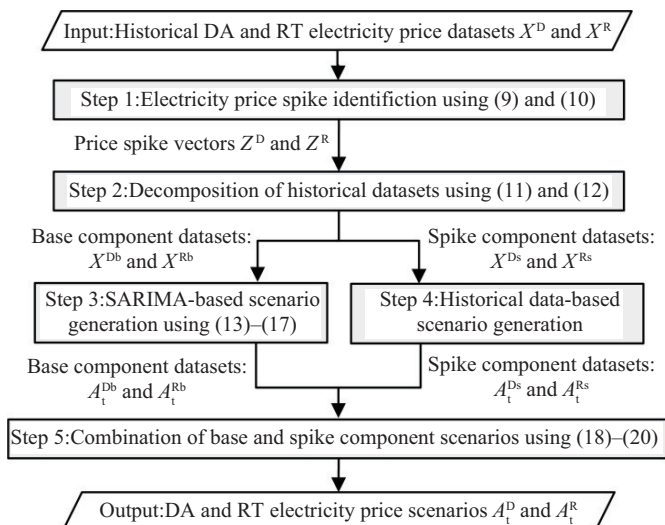 Input:Historical DA and RT electricity price datasets X^D and X^R
Step 1:Electricity price spike identifiction using (9) and (10)
Price spike vectors Z^D and Z^R
Step 2:Decomposition of historical datasets using (11) and (12)
Base component datasets:
X^Db and X^Rb
Spike component datasets:
X^Ds and X^Rs
Step 3:SARIMA-based scenario
generation using (13)–(17)
Step 4:Historical data-based
scenario generation
Base component datasets:
A_t^Db and A_t^Rb
Spike component datasets:
A_t^Ds and A_t^Rs
Step 5:Combination of base and spike component scenarios using (18)–(20)
Output:DA and RT electricity price scenarios A_t^D and A_t^R